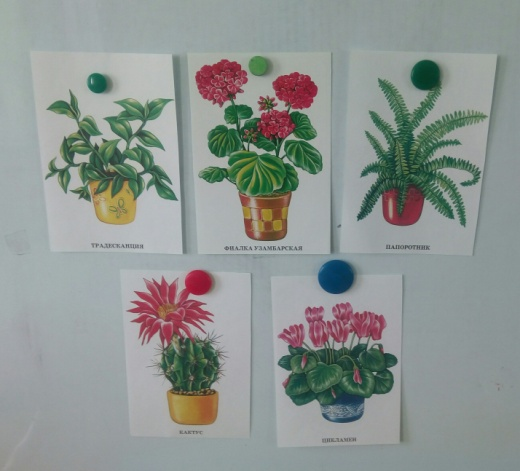 ТРАДЕСКАНЦИЯ
ФИАЛКА УЗАМБАРСКАЯ
ПАПОРОТНИК
КАКТУС
ЦИКЛАМЕН